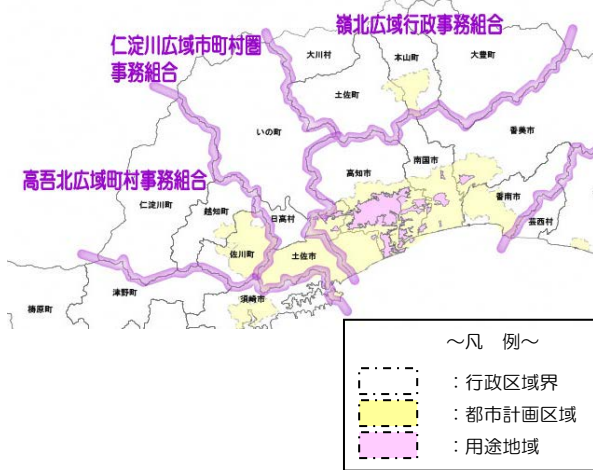 嶺北広域行政事務組合
仁淀川広域市町村圏
事務組合
大川村
本山町
大豊町
土佐町
いの町
香美市
高知市
南国市
高吾北広域町村事務組合
仁淀川町
越知町
日高村
香南市
芸西村
佐川町
土佐市
津野町
須崎市
梼原町
～凡 例～
：行政区域界
：都市計画区域
：用途地域